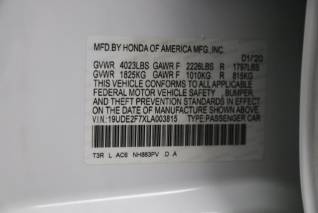 MFD.BY HONDA OF AMERICA MFG.,INC.
01/20
GVWR 4023LBS GAWR F 2226LBS R 1797LBS
GVWR 1825KG GAWR F 1010KG R 815KG
THIS VEHICLE CONFORMS TO ALL APPLICABLE
FEDERAL MOTOR VEHICLE SAFETY, BUMPER,
AND THEFT PREVENTION STANDARDS IN EFFECT
ON THE DATE OF MANUFACTURE SHOWN ABOVE.
V I N :19UDE2F7XLA003815 TYPE:PASSENGER CAR
T3R L AC6 NH883PV D A